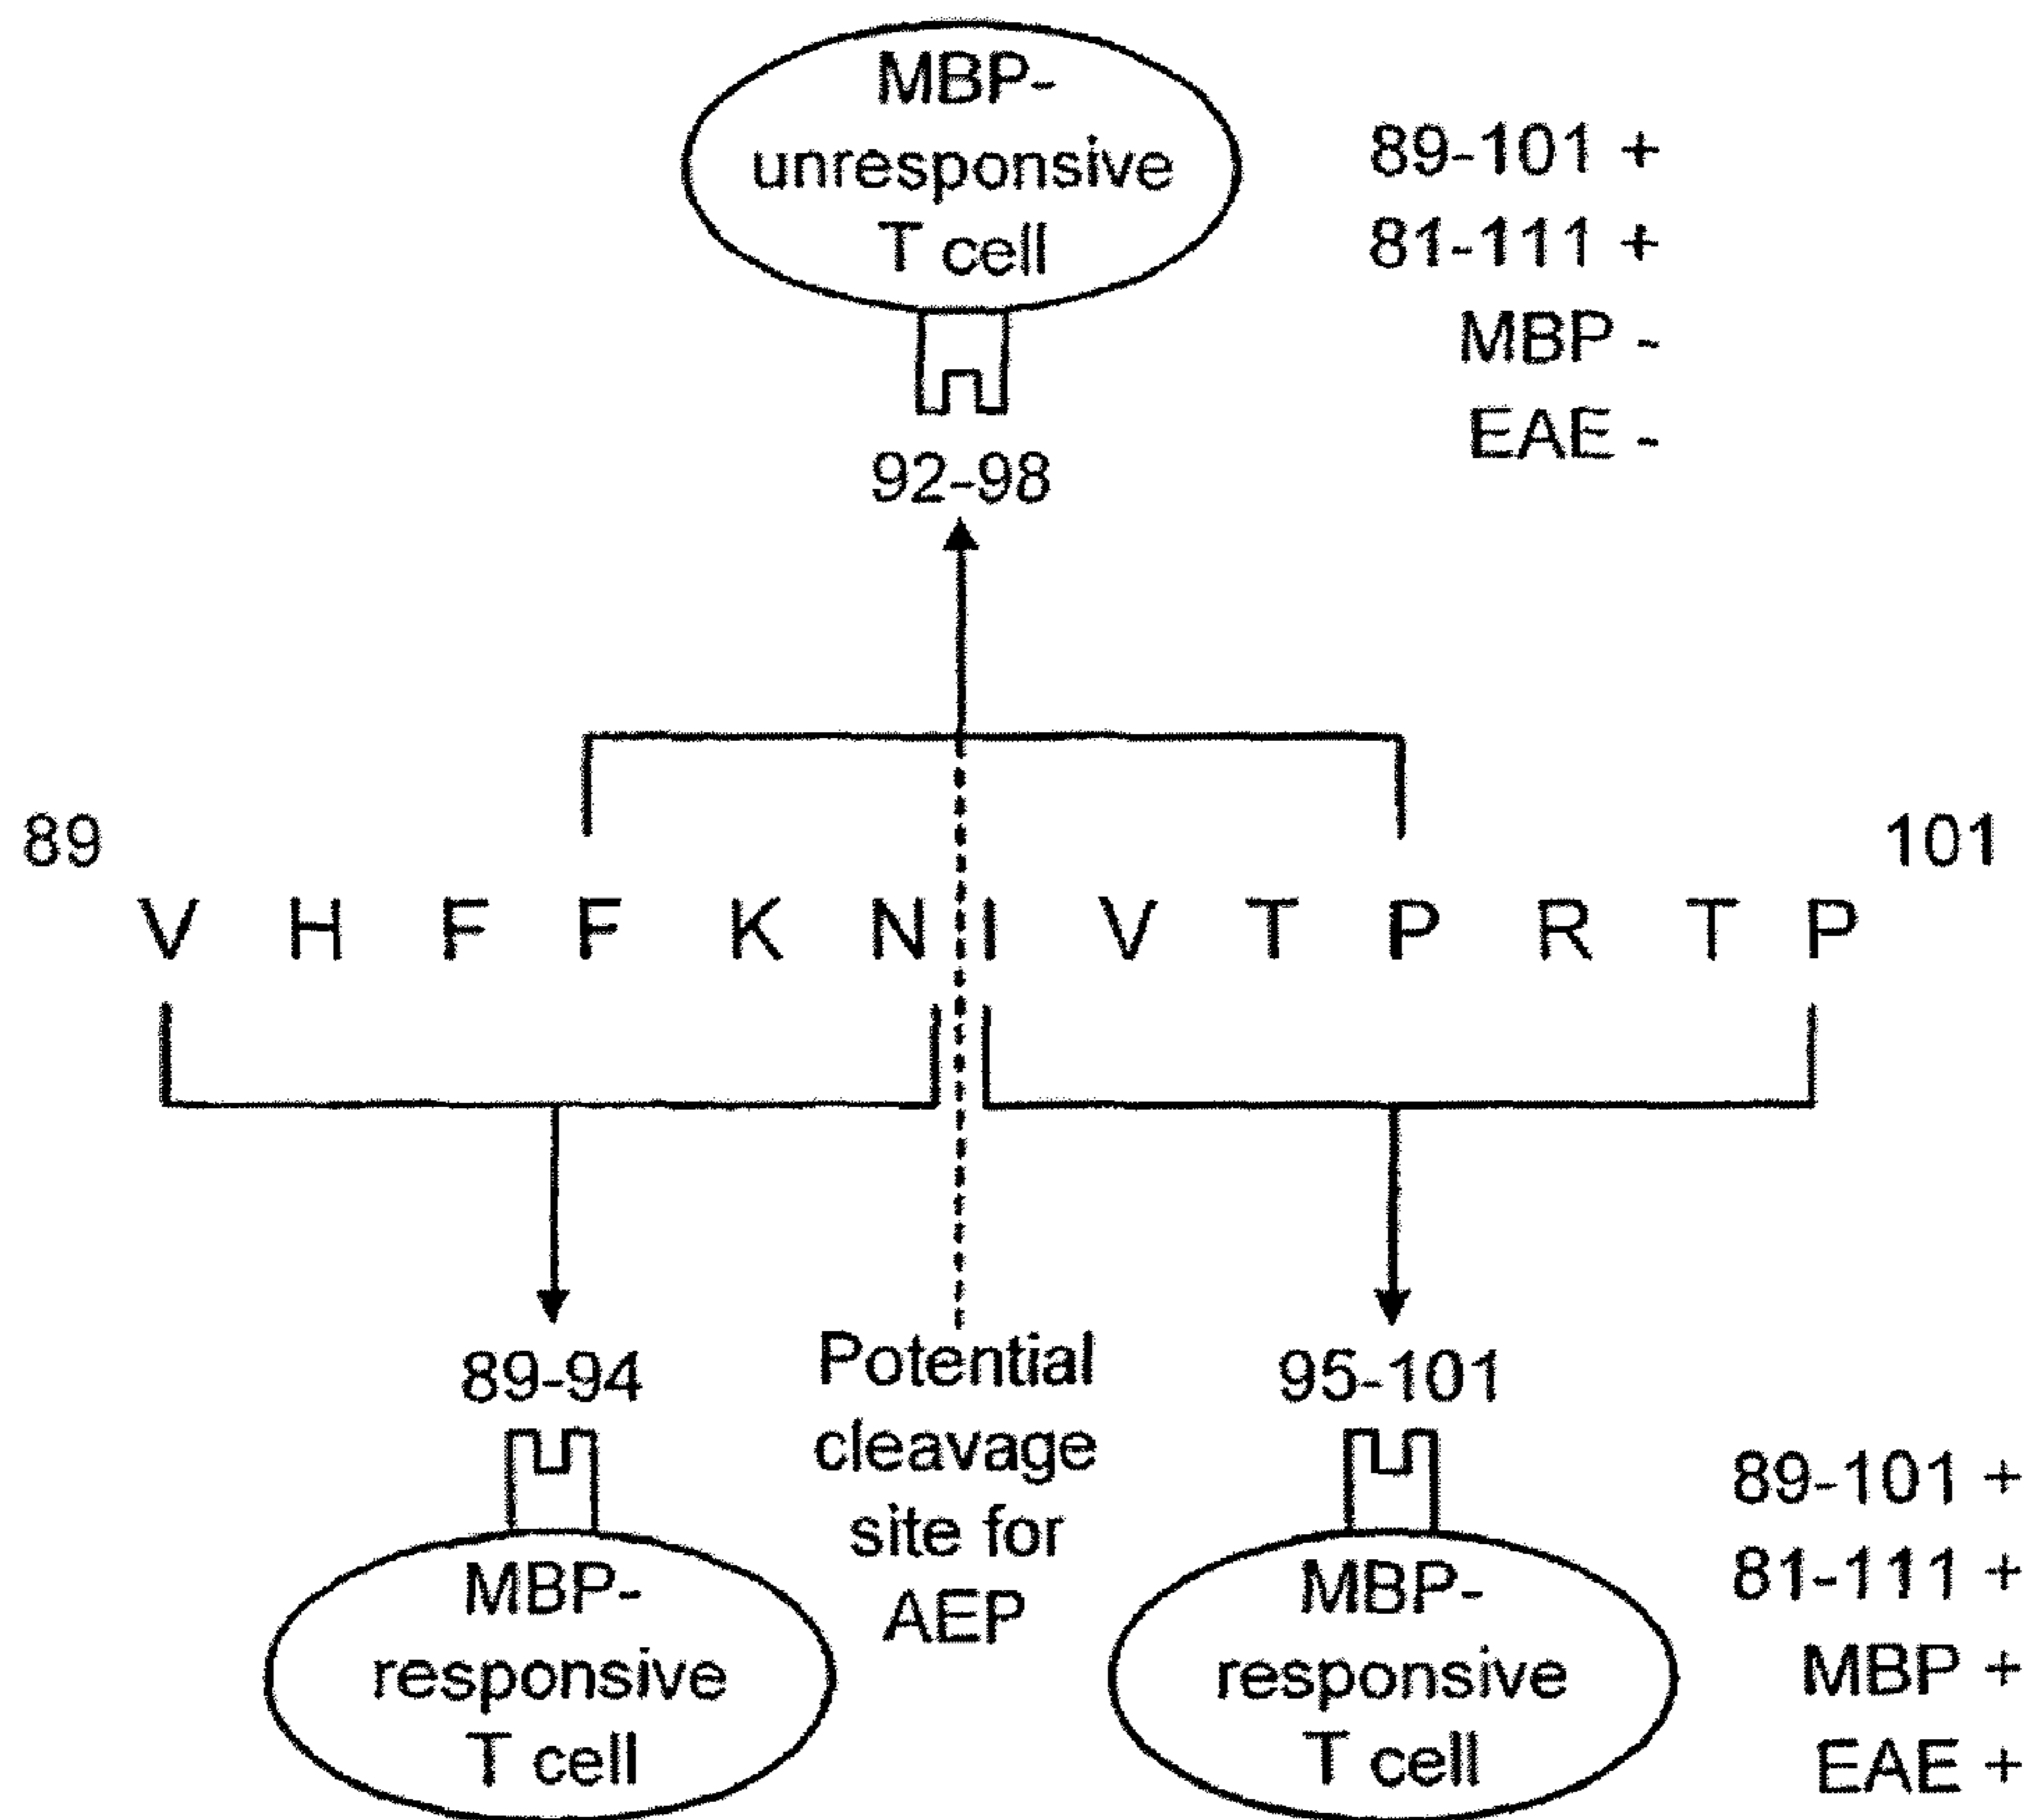 MBP-
unresponsive
T cell
89-101 +
81-111 +
MBP -
EAE -
92-98
89
101
V H F F K N I V T P R T P
89-94
Potential
cleavage
site for
AEP
95-101
MBP-
responsive
T cell
MBP-
responsive
T cell
89-101 +
81-111 +
MBP +
EAE +